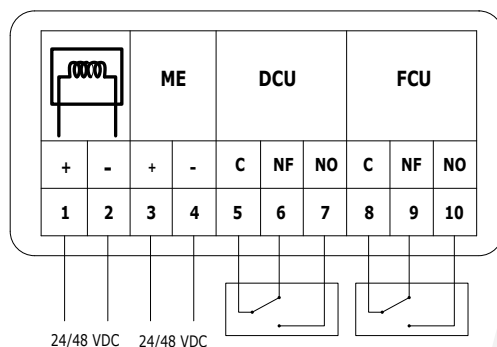 ME DCU FCU
+ - + - C NF NO C NF NO
1 2 3 4 5 6 7 8 9 10
24/48 VDC 24/48 VDC